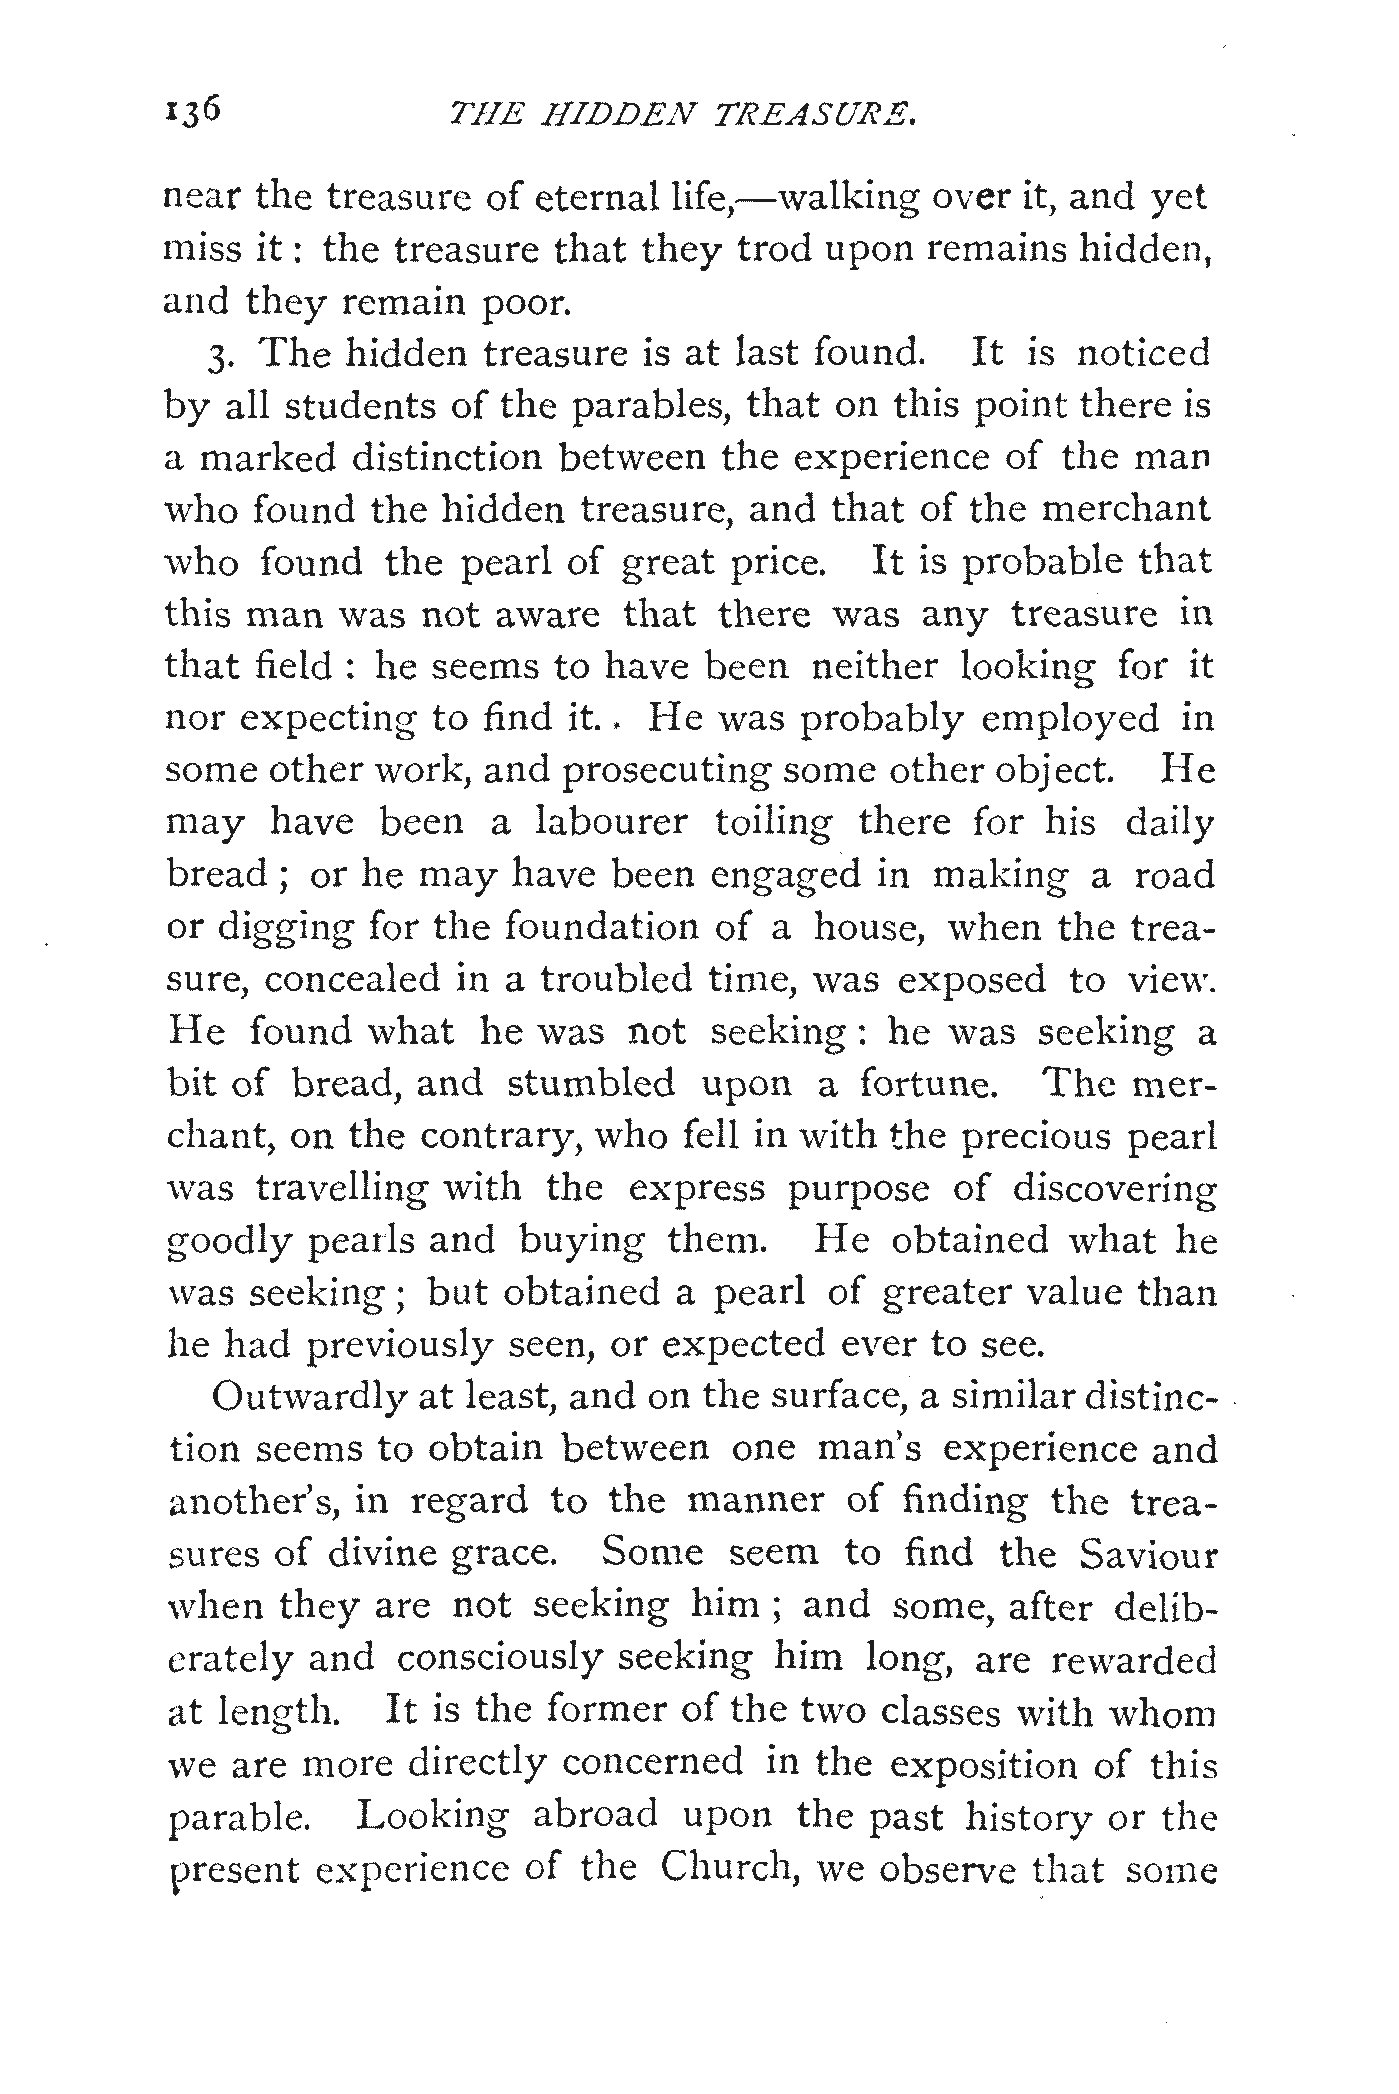 136 THE HIDDEN TREASURE.
near the treasure of eternal life,—walking over it, and yet
miss it : the treasure that they trod upon remains hidden,
and they remain poor.
3. The hidden treasure is at last found. It is noticed
by all students of the parables, that on this point there is
a marked distinction between the experience of the man
who found the hidden treasure, and that of the merchant
who found the pearl of great price. It is probable that
this man was not aware that there was any treasure in
that field : he seems to have been neither looking for it
nor expecting to find it. . He was probably employed in
some other work, and prosecuting some other object. He
may have been a labourer toiling there for his daily
bread ; or he may have been engaged in making a road
or digging for the foundation of a house, when the trea-
sure, concealed in a troubled time, was exposed to view.
He found what he was not seeking : he was seeking a
bit of bread, and stumbled upon a fortune. The mer-
chant, on the contrary, who fell in with the precious pearl
was travelling with the express purpose of discovering
goodly pearls and buying them. He obtained what he
was seeking ; but obtained a pearl of greater value than
he had previously seen, or expected ever to see.
Outwardly at least, and on the surface, a similar distinc-
tion seems to obtain between one man's experience and
another's, in regard to the manner of finding the trea-
sures of divine grace. Some seem to find the Saviour
when they are not seeking him ; and some, after delib-
erately and consciously seeking him long, are rewarded
at length. It is the former of the two classes with whom
we are more directly concerned in the exposition of this
parable. Looking abroad upon the past history or the
present experience of the Church, we observe that some